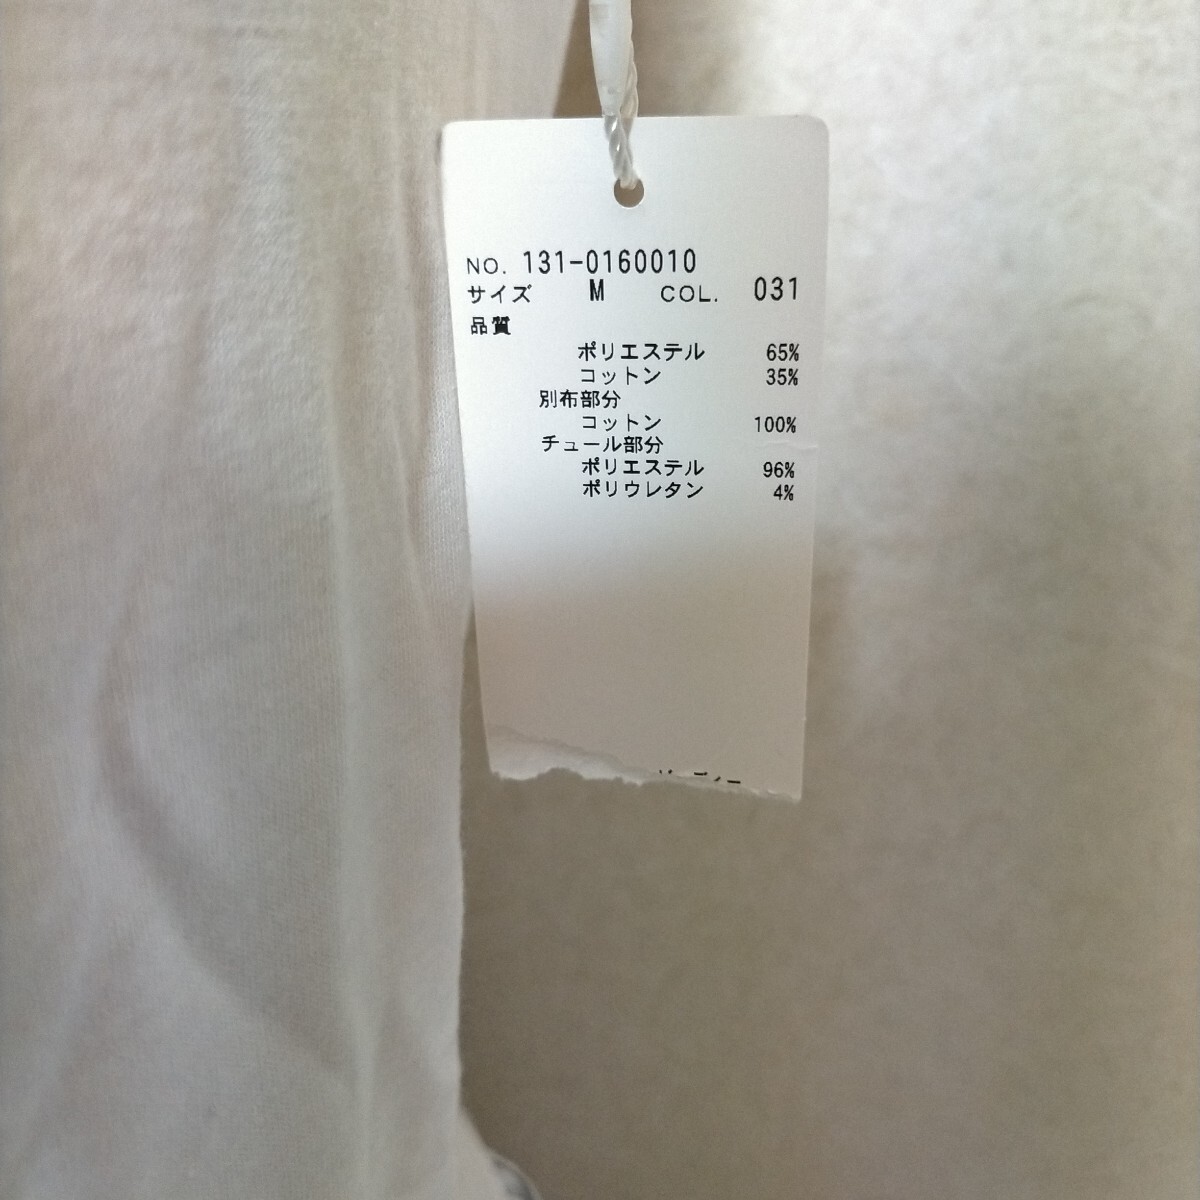 NO. 131-0160010
サイズ M COL. 031
品質
ポリエステル 65%
コットン 35%
別布部分
コットン 100%
チュール部分
ポリエステル 96%
ポリウレタン 4%